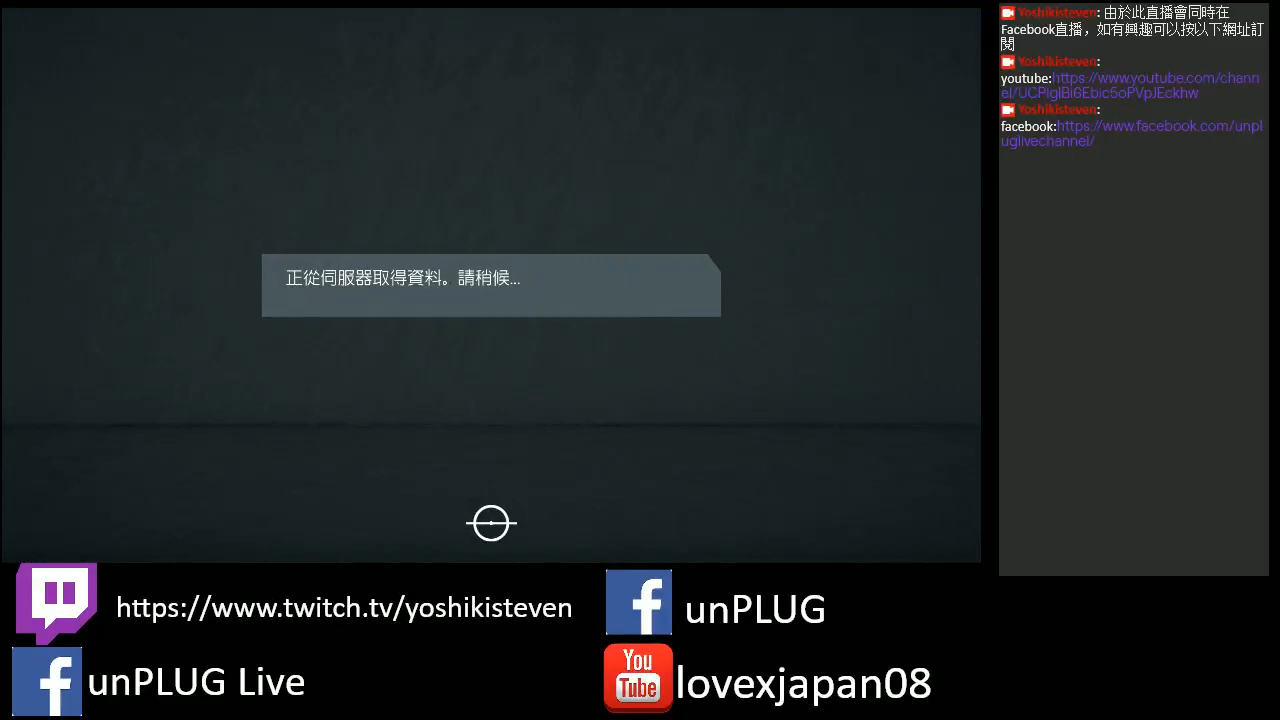 Yoshikisteven: 由於此直播會同時在
Facebook直播，如有興趣可以按以下網址訂
閱
Yoshikisteven:
youtube:https://www.youtube.com/chann
el/UCPlglBi6Ebic5oPVpJEckhw
Yoshikisteven:
facebook:https://www.facebook.com/unpl
uglivechannel/
正從伺服器取得資料。請稍候...
https://www.twitch.tv/yoshikisteven
unPLUG
unPLUG Live
You
Tube
lovexjapan08